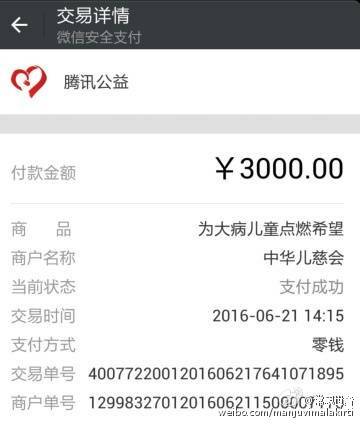 交易详情
微信安全支付
腾讯公益
付款金额 ￥3000.00
商 品 为大病儿童点燃希望
商户名称 中华儿慈会
当前状态 支付成功
交易时间 2016-06-21 14:15
支付方式 零钱
交易单号 4007722001201606217641071895
商户单号
weibo.com/manjuvimalakirti